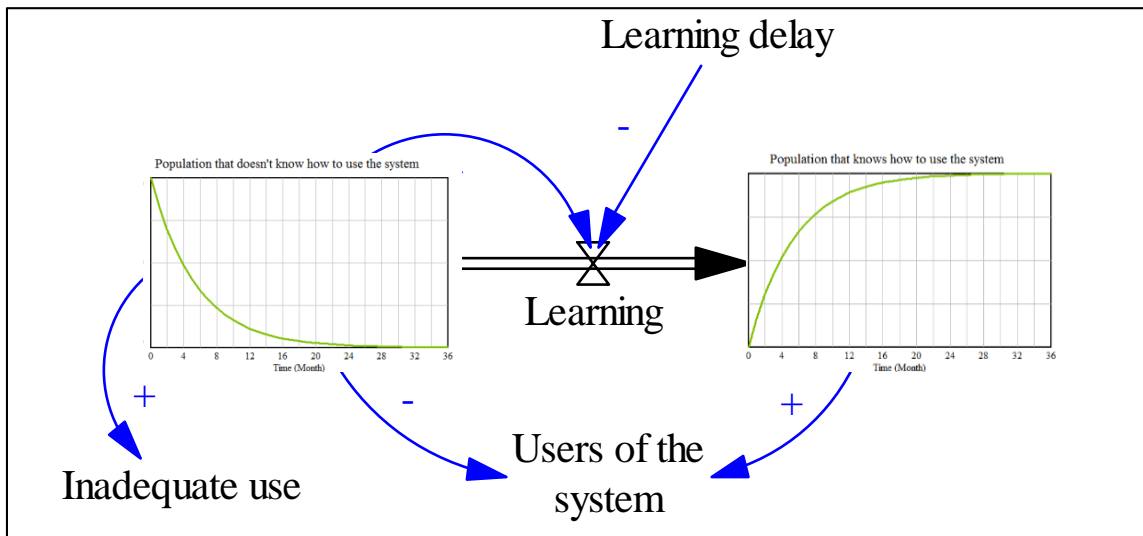 Learning delay
-
Population that doesn't know how to use the system
Population that knows how to use the system
Learning
0 4 8 12 16 20 24 28 32 36
Time (Month)
0 4 8 12 16 20 24 28 32 36
Time (Month)
+
-
+
Inadequate use
Users of the
system